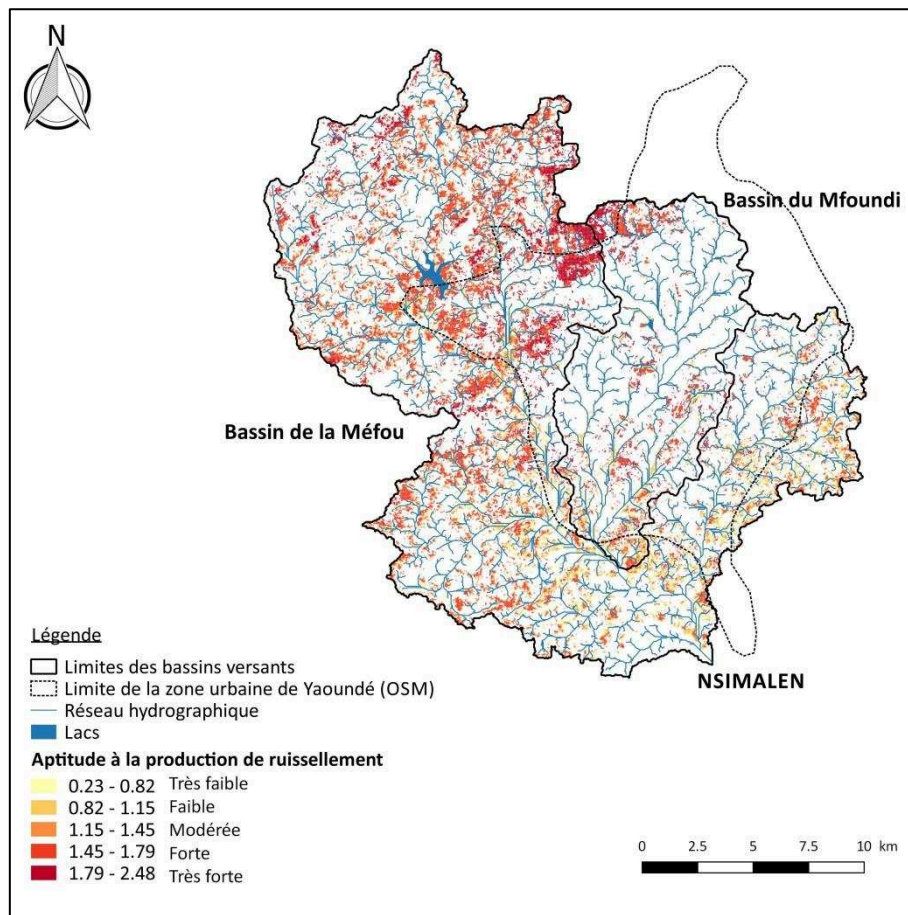 N
Bassin du Mfoundi
Bassin de la Méfou
NSIMALEN
Légende
Limites des bassins versants
Limite de la zone urbaine de Yaoundé (OSM)
Réseau hydrographique
Lacs
Aptitude à la production de ruissellement
0.23 - 0.82 Très faible
0.82 - 1.15 Faible
1.15 - 1.45 Modérée
1.45 - 1.79 Forte
1.79 - 2.48 Très forte
0 2.5 5 7.5 10 km